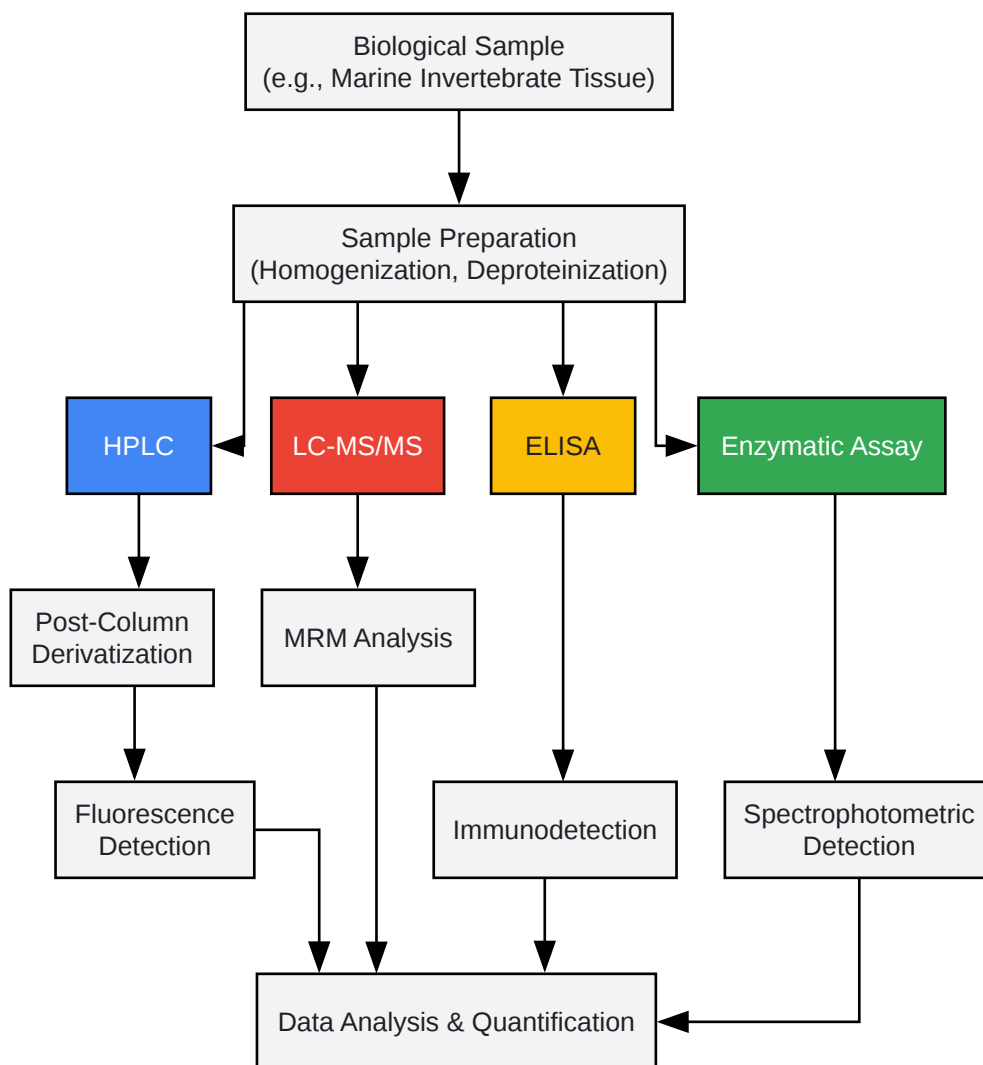 Biological Sample
(e.g., Marine Invertebrate Tissue)
Sample Preparation
(Homogenization, Deproteinization)
HPLC
LC-MS/MS
ELISA
Enzymatic Assay
Post-Column
Derivatization
MRM Analysis
Fluorescence
Detection
Immunodetection
Spectrophotometric
Detection
Data Analysis & Quantification